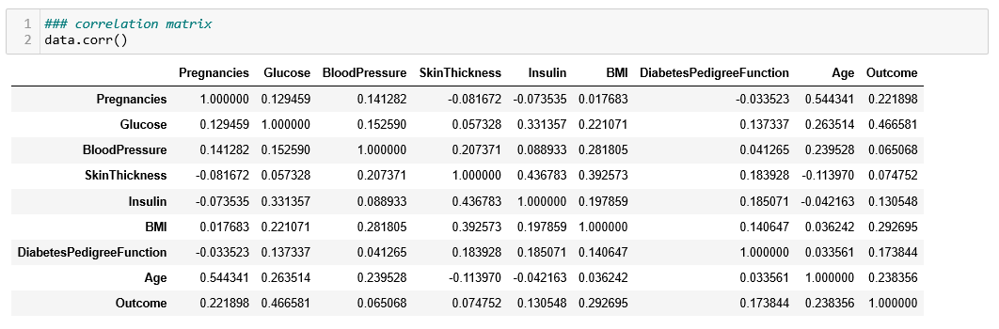 1 ### correlation matrix
2 data.corr()
Pregnancies Glucose BloodPressure SkinThickness Insulin BMI DiabetesPedigreeFunction Age Outcome
Pregnancies 1.000000 0.129459 0.141282 -0.081672 -0.073535 0.017683 -0.033523 0.544341 0.221898
Glucose 0.129459 1.000000 0.152590 0.057328 0.331357 0.221071 0.137337 0.263514 0.466581
BloodPressure 0.141282 0.152590 1.000000 0.207371 0.088933 0.281805 0.041265 0.239528 0.065068
SkinThickness -0.081672 0.057328 0.207371 1.000000 0.436783 0.392573 0.183928 -0.113970 0.074752
Insulin -0.073535 0.331357 0.088933 0.436783 1.000000 0.197859 0.185071 -0.042163 0.130548
BMI 0.017683 0.221071 0.281805 0.392573 0.197859 1.000000 0.140647 0.036242 0.292695
DiabetesPedigreeFunction -0.033523 0.137337 0.041265 0.183928 0.185071 0.140647 1.000000 0.033561 0.173844
Age 0.544341 0.263514 0.239528 -0.113970 -0.042163 0.036242 0.033561 1.000000 0.238356
Outcome 0.221898 0.466581 0.065068 0.074752 0.130548 0.292695 0.173844 0.238356 1.000000